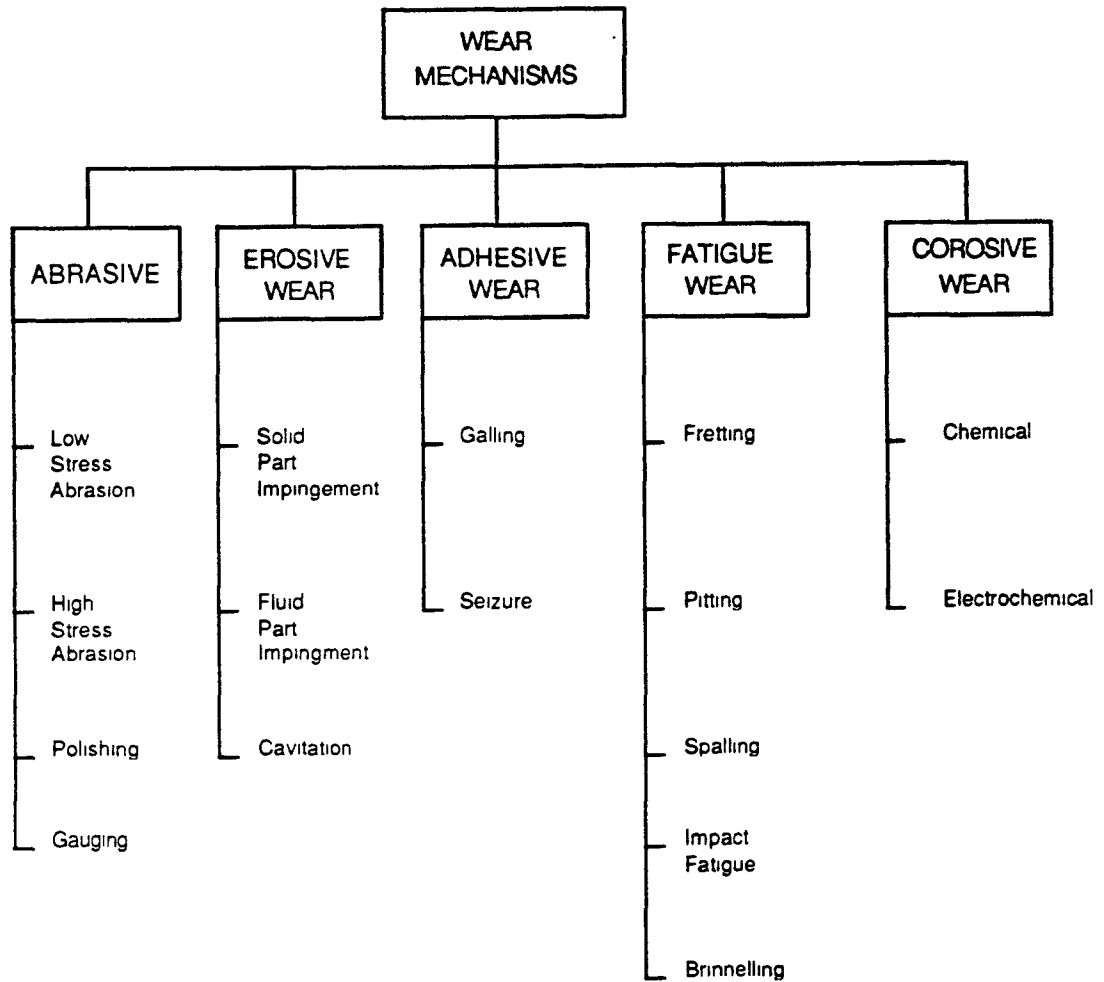 WEAR
MECHANISMS
ABRASIVE
EROSIVE
WEAR
ADHESIVE
WEAR
FATIGUE
WEAR
COROSIVE
WEAR
Low
Stress
Abrasion
High
Stress
Abrasion
Polishing
Gauging
Solid
Part
Impingement
Fluid
Part
Impingment
Cavitation
Galling
Seizure
Fretting
Pitting
Spalling
Impact
Fatigue
Brinnelling
Chemical
Electrochemical